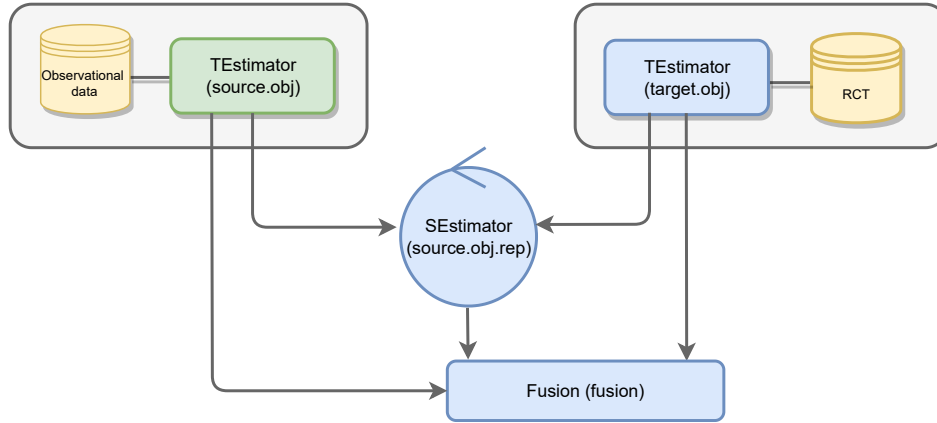 Observational
data
TEstimator
(source.obj)
TEstimator
(target.obj)
RCT
SEstimator
(source.obj.rep)
Fusion (fusion)